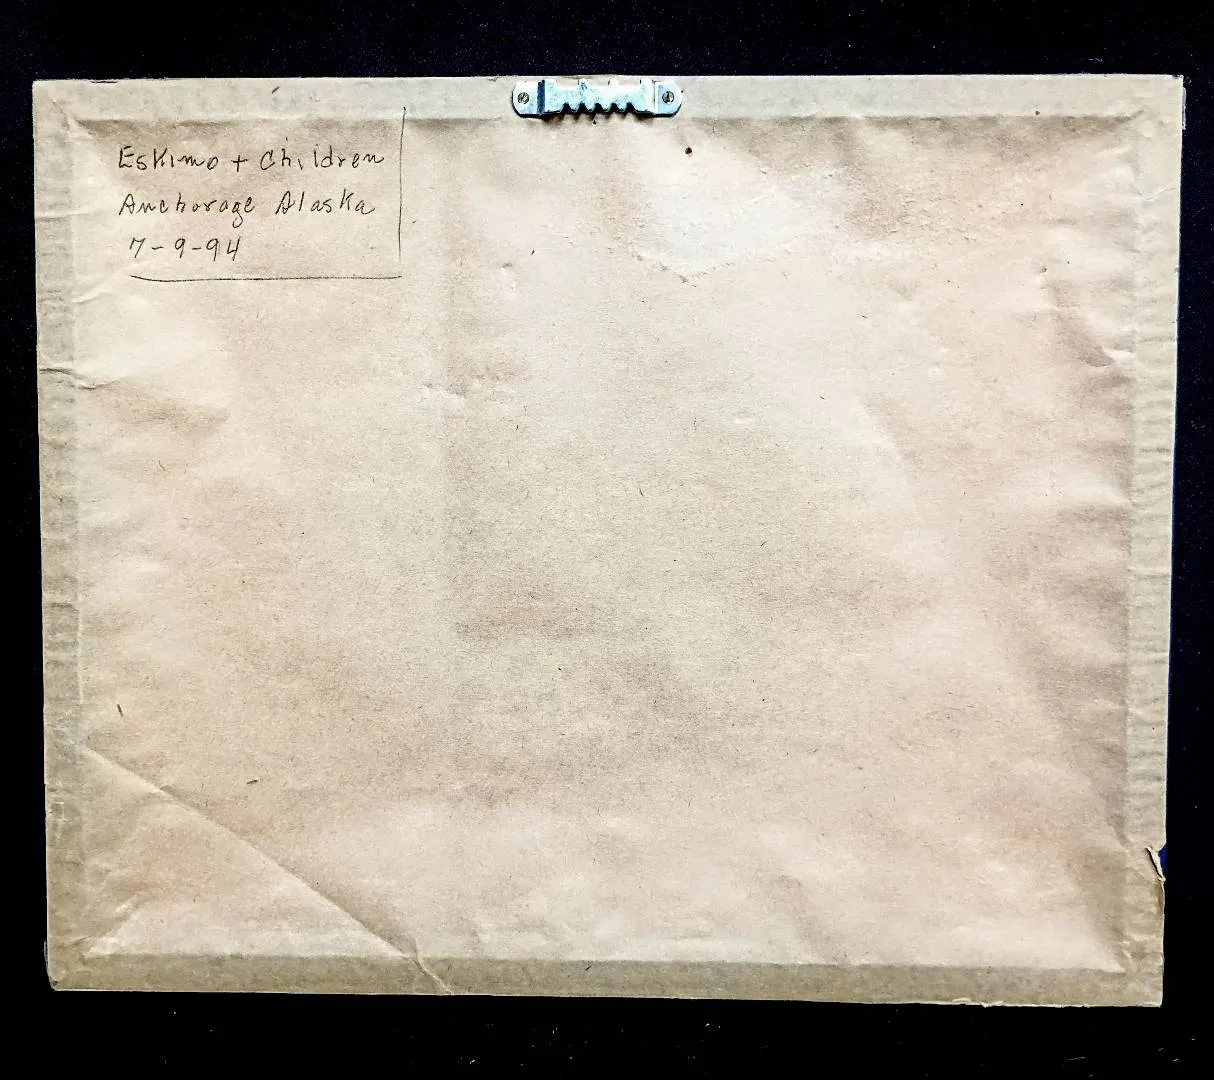 Eskimo + Children
Anchorage Alaska
7-9-94